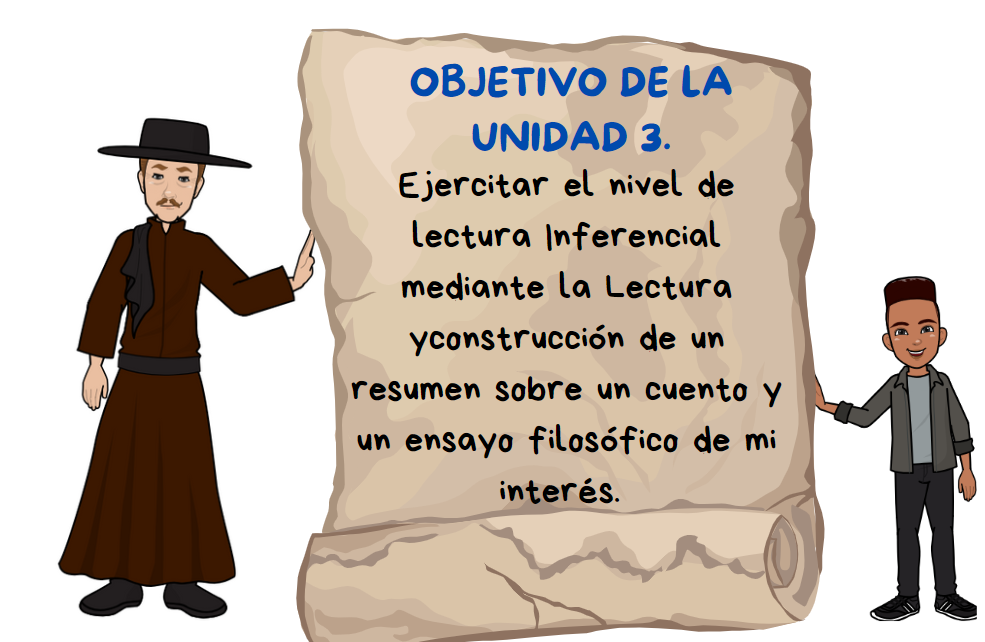 OBJETIVO DE LA
UNIDAD 3.
Ejercitar el nivel de
lectura Inferencial
mediante la Lectura
yconstrucción de un
resumen sobre un cuento y
un ensayo filosófico de mi
interés.